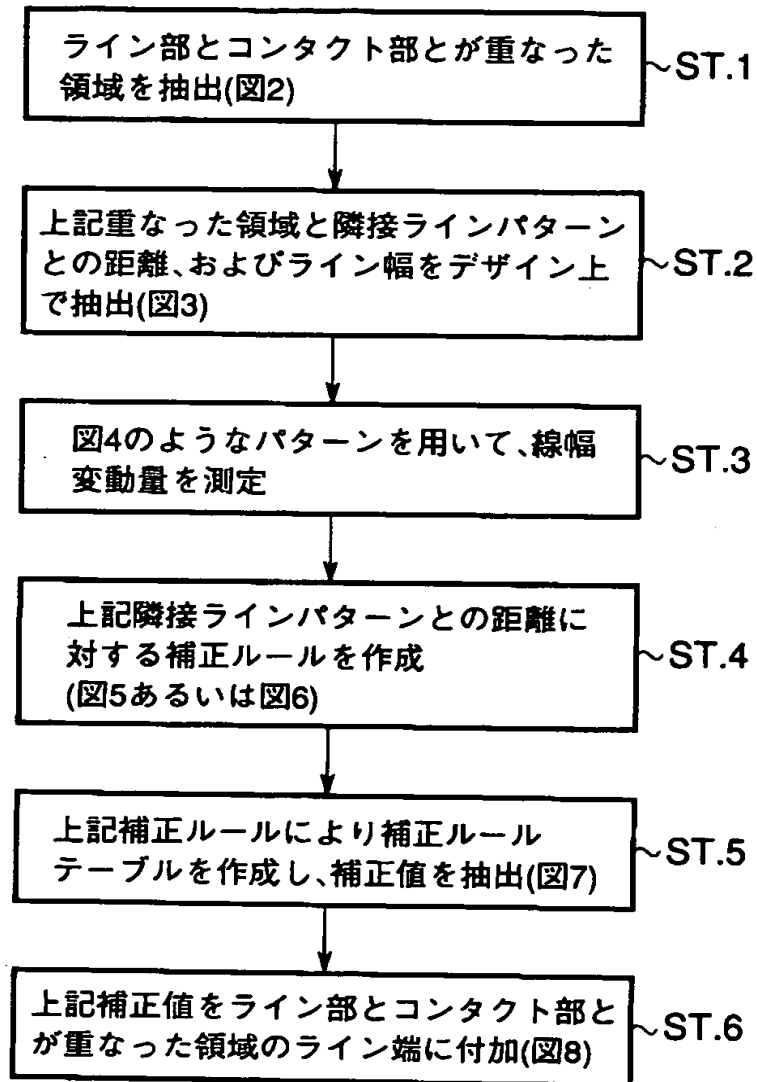 ライン部とコンタクト部とが重なった
領域を抽出(図2)
~ST.1
上記重なった領域と隣接ラインパターン
との距離、およびライン幅をデザイン上
で抽出(図3)
~ST.2
図4のようなパターンを用いて、線幅
変動量を測定
~ST.3
上記隣接ラインパターンとの距離に
対する補正ルールを作成
(図5あるいは図6)
~ST.4
上記補正ルールにより補正ルール
テーブルを作成し、補正値を抽出(図7)
~ST.5
上記補正値をライン部とコンタクト部と
が重なった領域のライン端に付加(図8)
~ST.6